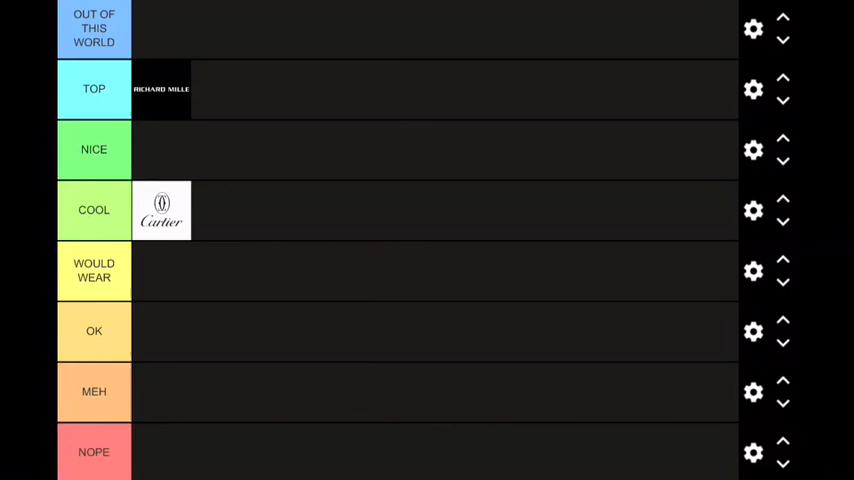 OUT OF
THIS
WORLD
TOP
RICHARD MILLE
NICE
COOL
Cartier
WOULD
WEAR
OK
MEH
NOPE